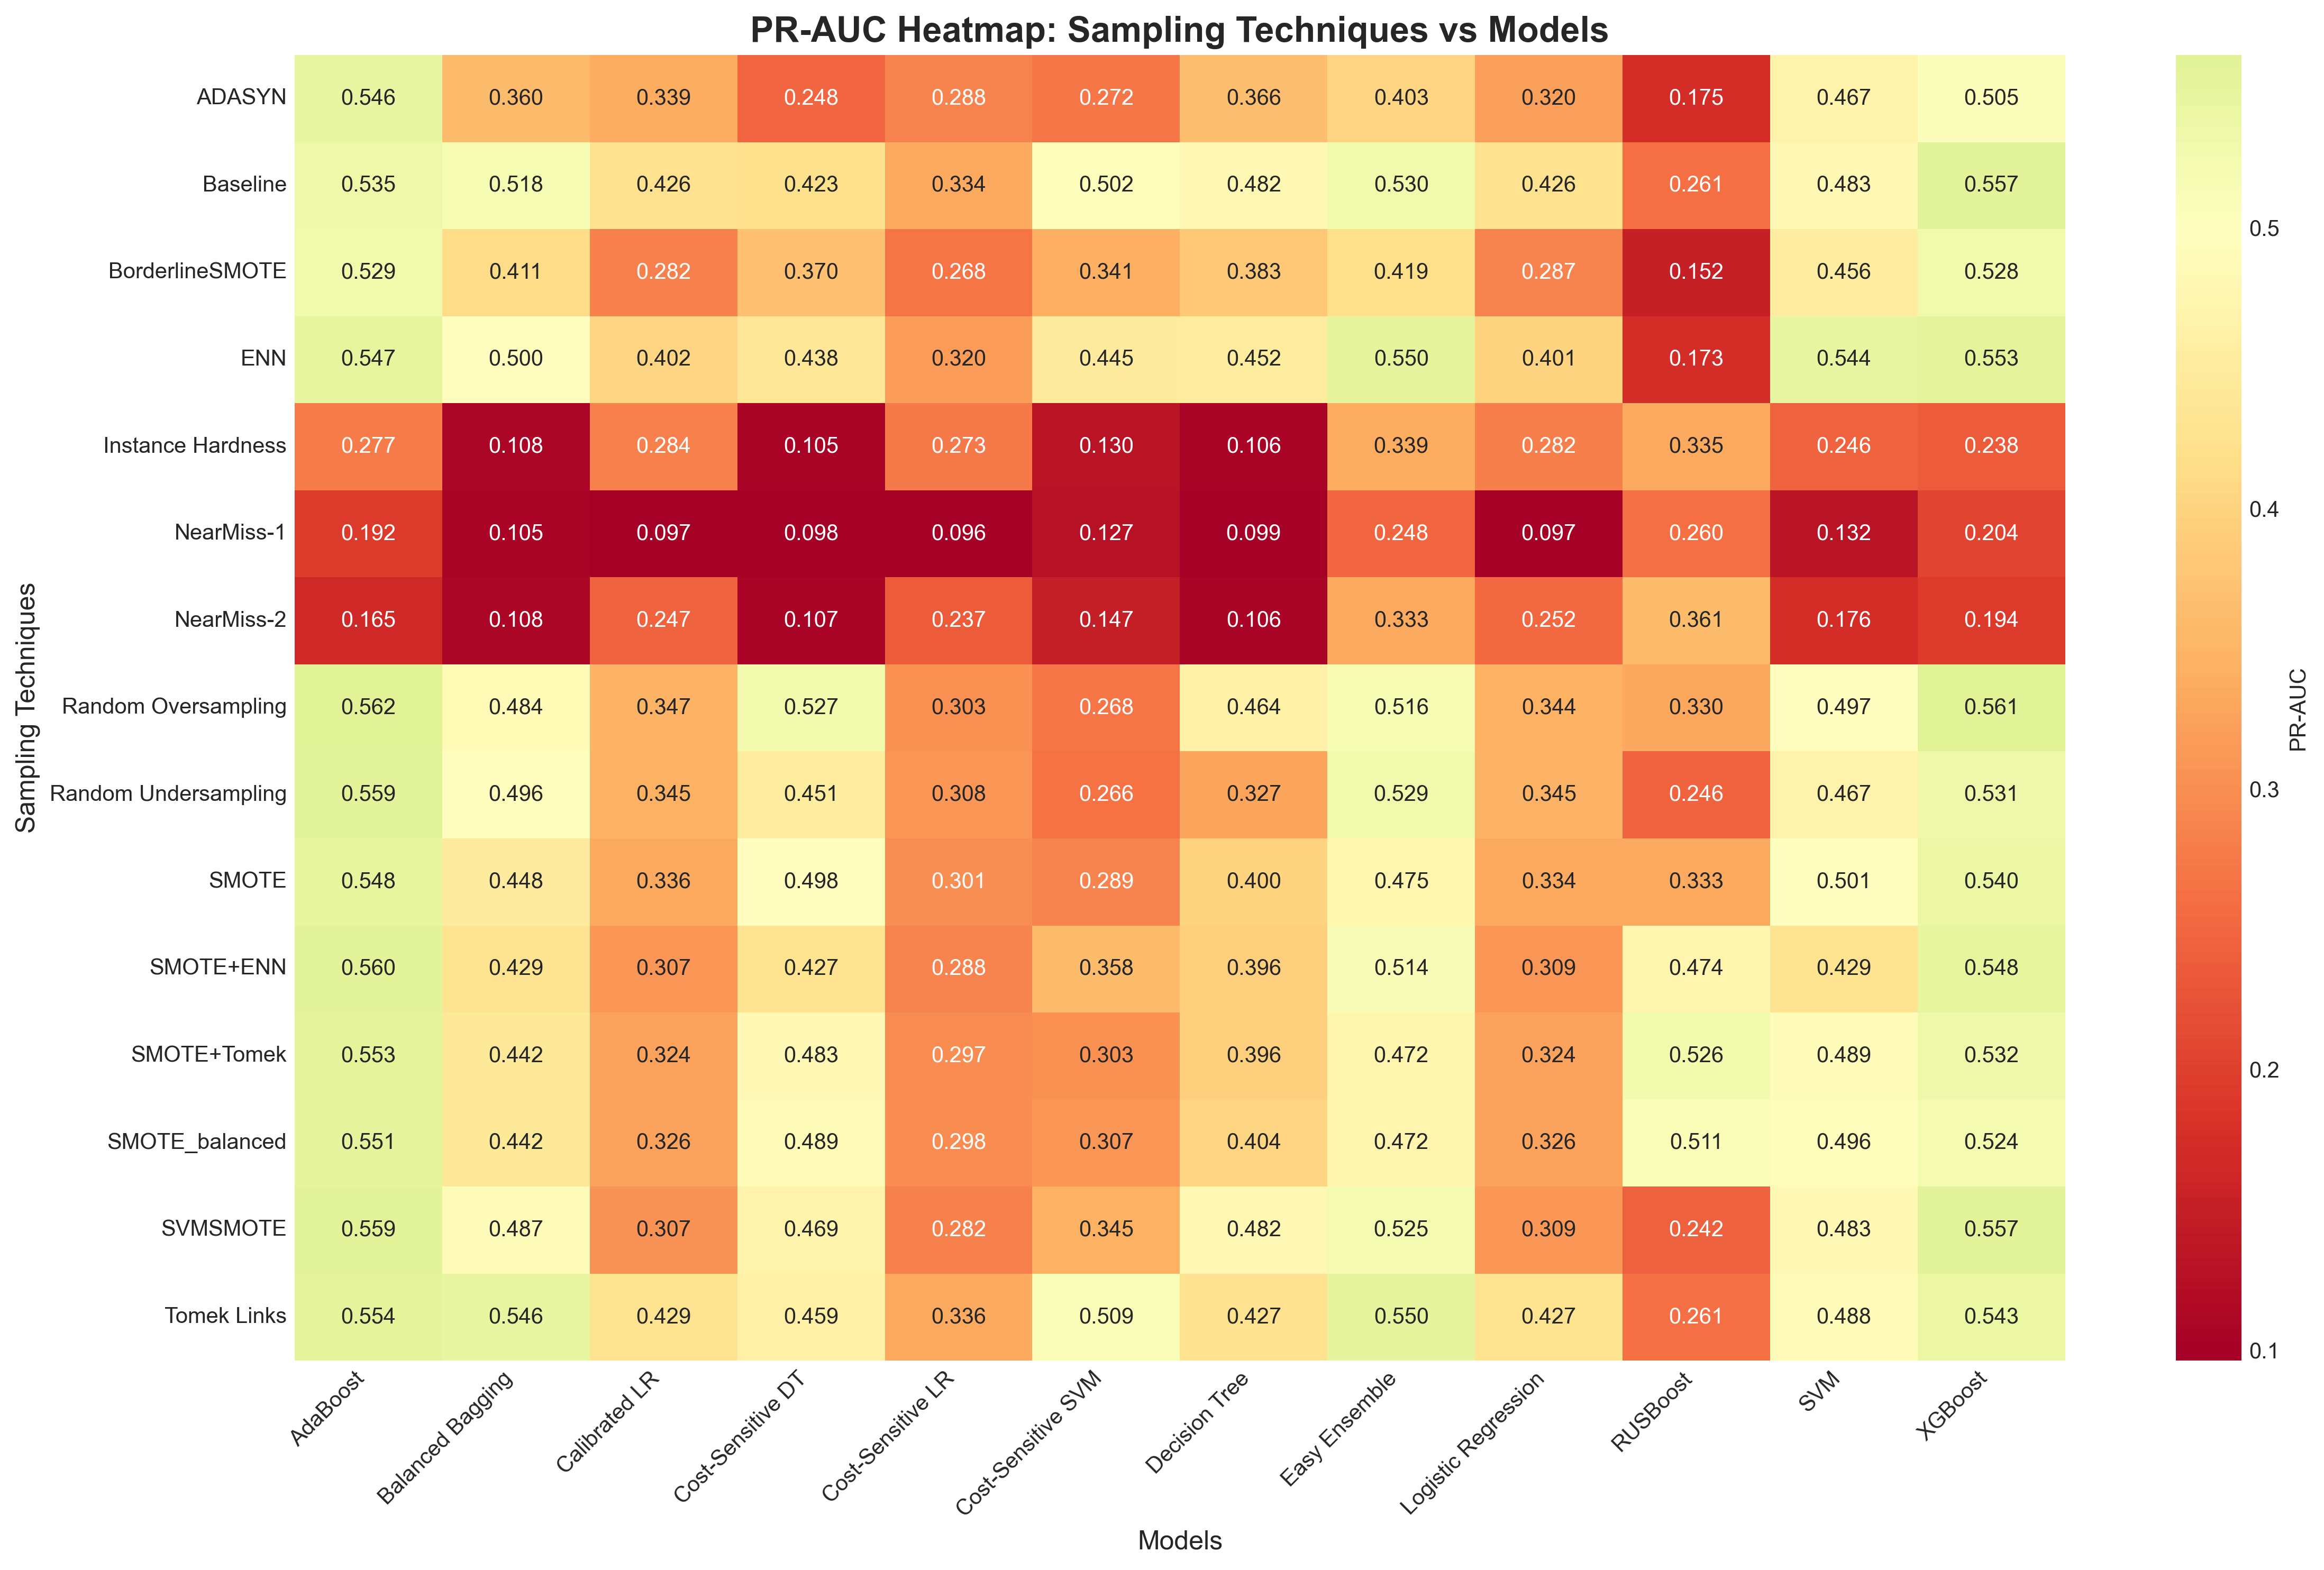 PR-AUC Heatmap: Sampling Techniques vs Models
Sampling Techniques
ADASYN 0.546 0.360 0.339 0.248 0.288 0.272 0.366 0.403 0.320 0.175 0.467 0.505
Baseline 0.535 0.518 0.426 0.423 0.334 0.502 0.482 0.530 0.426 0.261 0.483 0.557
BorderlineSMOTE 0.529 0.411 0.282 0.370 0.268 0.341 0.383 0.419 0.287 0.152 0.456 0.528
ENN 0.547 0.500 0.402 0.438 0.320 0.445 0.452 0.550 0.401 0.173 0.544 0.553
Instance Hardness 0.277 0.108 0.284 0.105 0.273 0.130 0.106 0.339 0.282 0.335 0.246 0.238
NearMiss-1 0.192 0.105 0.097 0.098 0.096 0.127 0.099 0.248 0.097 0.260 0.132 0.204
NearMiss-2 0.165 0.108 0.247 0.107 0.237 0.147 0.106 0.333 0.252 0.361 0.176 0.194
Random Oversampling 0.562 0.484 0.347 0.527 0.303 0.268 0.464 0.516 0.344 0.330 0.497 0.561
Random Undersampling 0.559 0.496 0.345 0.451 0.308 0.266 0.327 0.529 0.345 0.246 0.467 0.531
SMOTE 0.548 0.448 0.336 0.498 0.301 0.289 0.400 0.475 0.334 0.333 0.501 0.540
SMOTE+ENN 0.560 0.429 0.307 0.427 0.288 0.358 0.396 0.514 0.309 0.474 0.429 0.548
SMOTE+Tomek 0.553 0.442 0.324 0.483 0.297 0.303 0.396 0.472 0.324 0.526 0.489 0.532
SMOTE_balanced 0.551 0.442 0.326 0.489 0.298 0.307 0.404 0.472 0.326 0.511 0.496 0.524
SVMSMOTE 0.559 0.487 0.307 0.469 0.282 0.345 0.482 0.525 0.309 0.242 0.483 0.557
Tomek Links 0.554 0.546 0.429 0.459 0.336 0.509 0.427 0.550 0.427 0.261 0.488 0.543
AdaBoost
Balanced Bagging
Calibrated LR
Cost-Sensitive DT
Cost-Sensitive LR
Cost-Sensitive SVM
Decision Tree
Easy Ensemble
Logistic Regression
RUSBoost
SVM
XGBoost
Models
0.5
0.4
0.3
0.2
0.1
PR-AUC